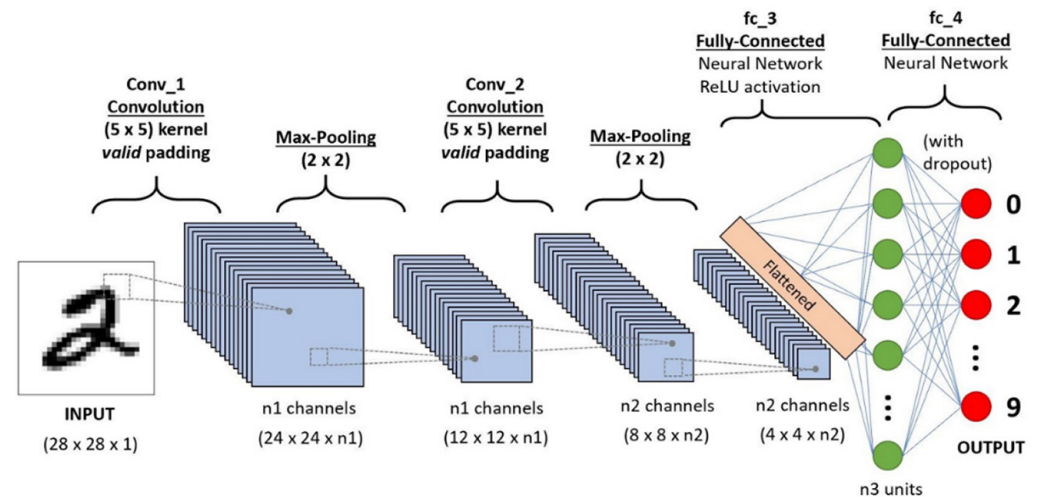 Conv_1
Convolution
(5 x 5) kernel
valid padding
Max-Pooling
(2 x 2)
Conv_2
Convolution
(5 x 5) kernel
valid padding
Max-Pooling
(2 x 2)
fc_3
Fully-Connected
Neural Network
ReLU activation
fc_4
Fully-Connected
Neural Network
(with
dropout)
INPUT
(28 x 28 x 1)
n1 channels
(24 x 24 x n1)
n1 channels
(12 x 12 x n1)
n2 channels
(8 x 8 x n2)
n2 channels
(4 x 4 x n2)
Flattened
n3 units
0
1
2
9
OUTPUT
2